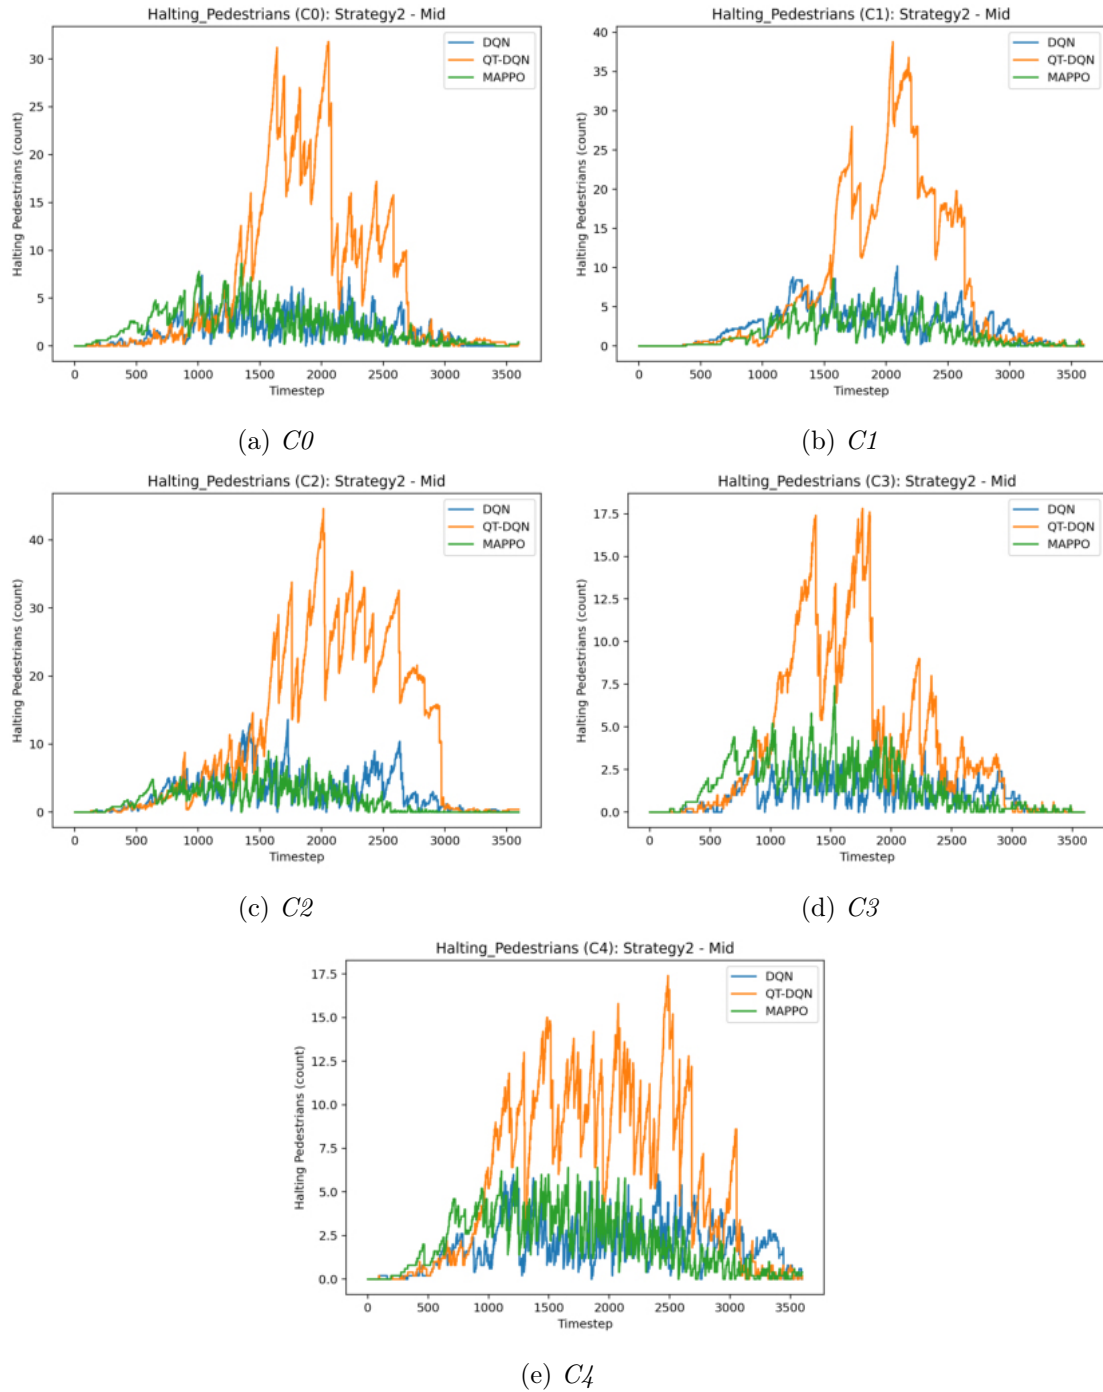 Halting_Pedestrians (C0): Strategy2 - Mid
DQN
QT-DQN
MAPPO
Halting Pedestrians (count)
30
25
20
15
10
5
0
0 500 1000 1500 2000 2500 3000 3500
Timestep
(a) C0
Halting_Pedestrians (C1): Strategy2 - Mid
DQN
QT-DQN
MAPPO
Halting Pedestrians (count)
40
35
30
25
20
15
10
5
0
0 500 1000 1500 2000 2500 3000 3500
Timestep
(b) C1
Halting_Pedestrians (C2): Strategy2 - Mid
DQN
QT-DQN
MAPPO
Halting Pedestrians (count)
40
30
20
10
0
0 500 1000 1500 2000 2500 3000 3500
Timestep
(c) C2
Halting_Pedestrians (C3): Strategy2 - Mid
DQN
QT-DQN
MAPPO
Halting Pedestrians (count)
17.5
15.0
12.5
10.0
7.5
5.0
2.5
0.0
0 500 1000 1500 2000 2500 3000 3500
Timestep
(d) C3
Halting_Pedestrians (C4): Strategy2 - Mid
DQN
QT-DQN
MAPPO
Halting Pedestrians (count)
17.5
15.0
12.5
10.0
7.5
5.0
2.5
0.0
0 500 1000 1500 2000 2500 3000 3500
Timestep
(e) C4